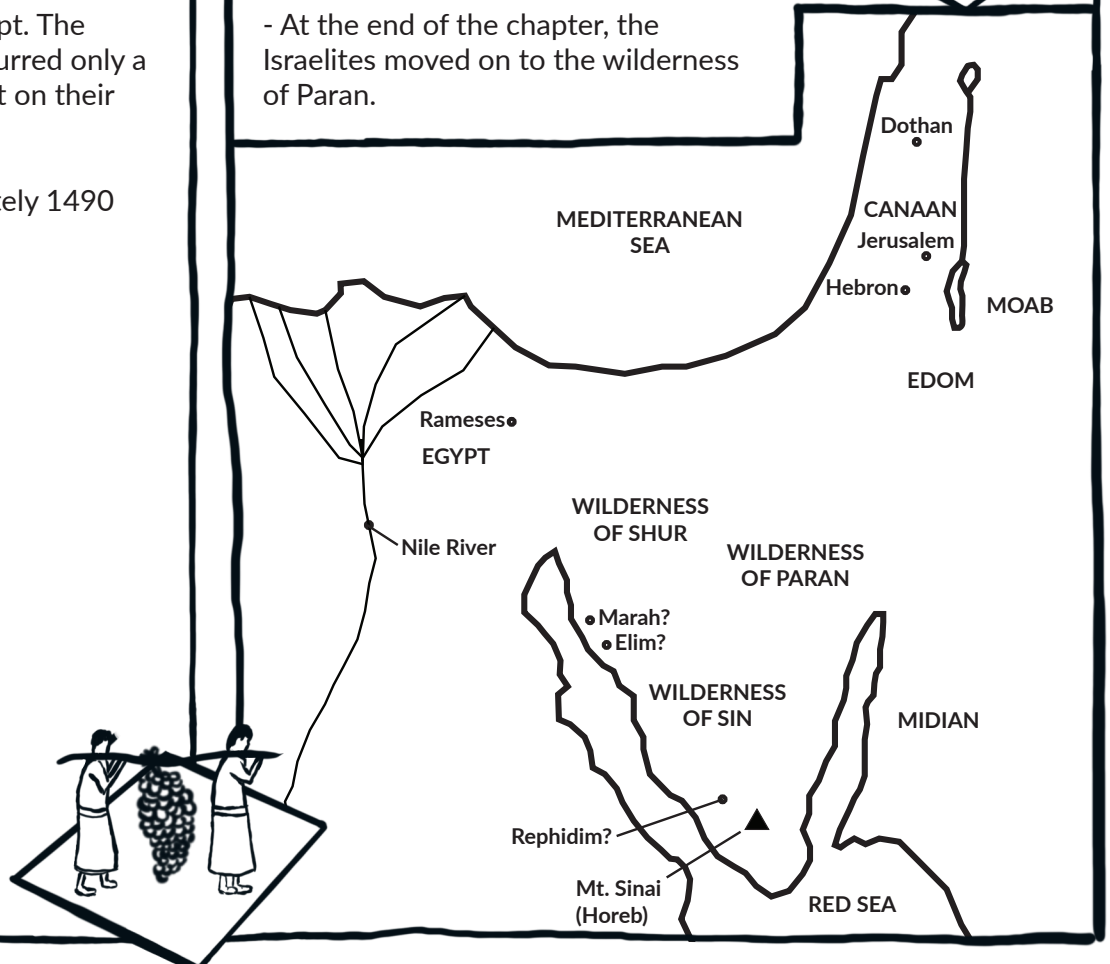 pt. The
urred only a
t on their
tely 1490
- At the end of the chapter, the
Israelites moved on to the wilderness
of Paran.
Dothan
MEDITERRANEAN
SEA
CANAAN
Jerusalem
Hebron
MOAB
EDOM
Rameses
EGYPT
WILDERNESS
OF SHUR
Nile River
WILDERNESS
OF PARAN
Marah?
Elim?
WILDERNESS
OF SIN
MIDIAN
Rephidim?
Mt. Sinai
(Horeb)
RED SEA